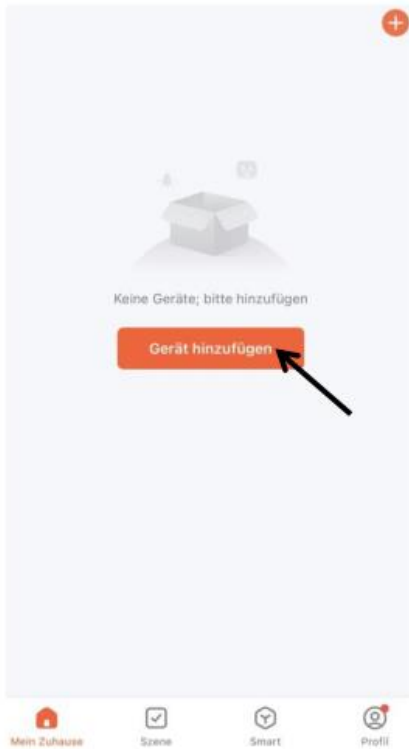 Keine Geräte; bitte hinzufügen
Gerät hinzufügen
Mein Zuhause Szene Smart Profil